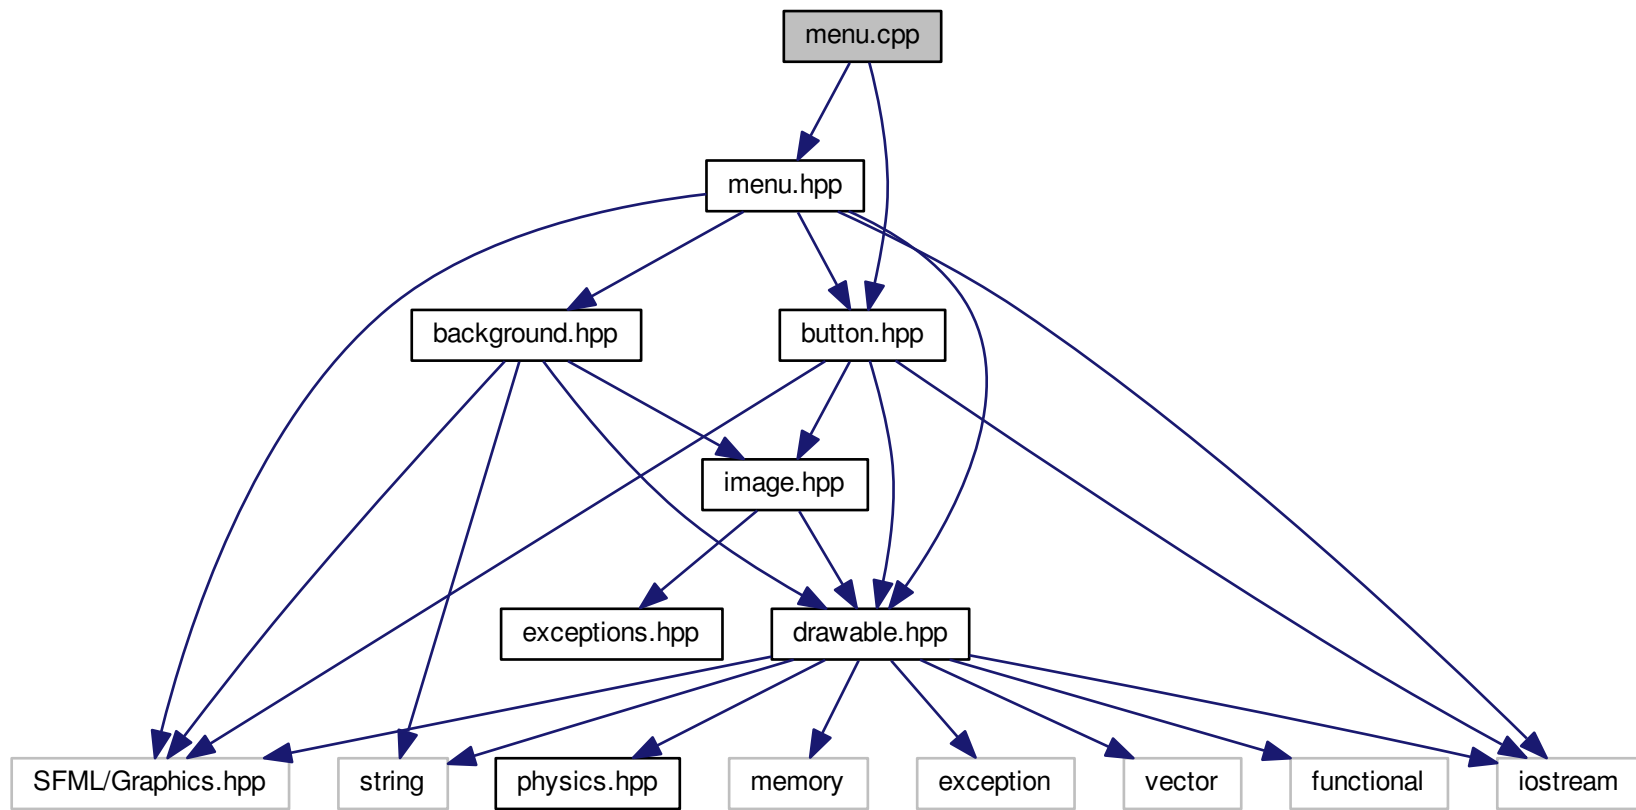 menu.cpp
menu.hpp
background.hpp
button.hpp
image.hpp
exceptions.hpp
drawable.hpp
SFML/Graphics.hpp
string
physics.hpp
memory
exception
vector
functional
iostream